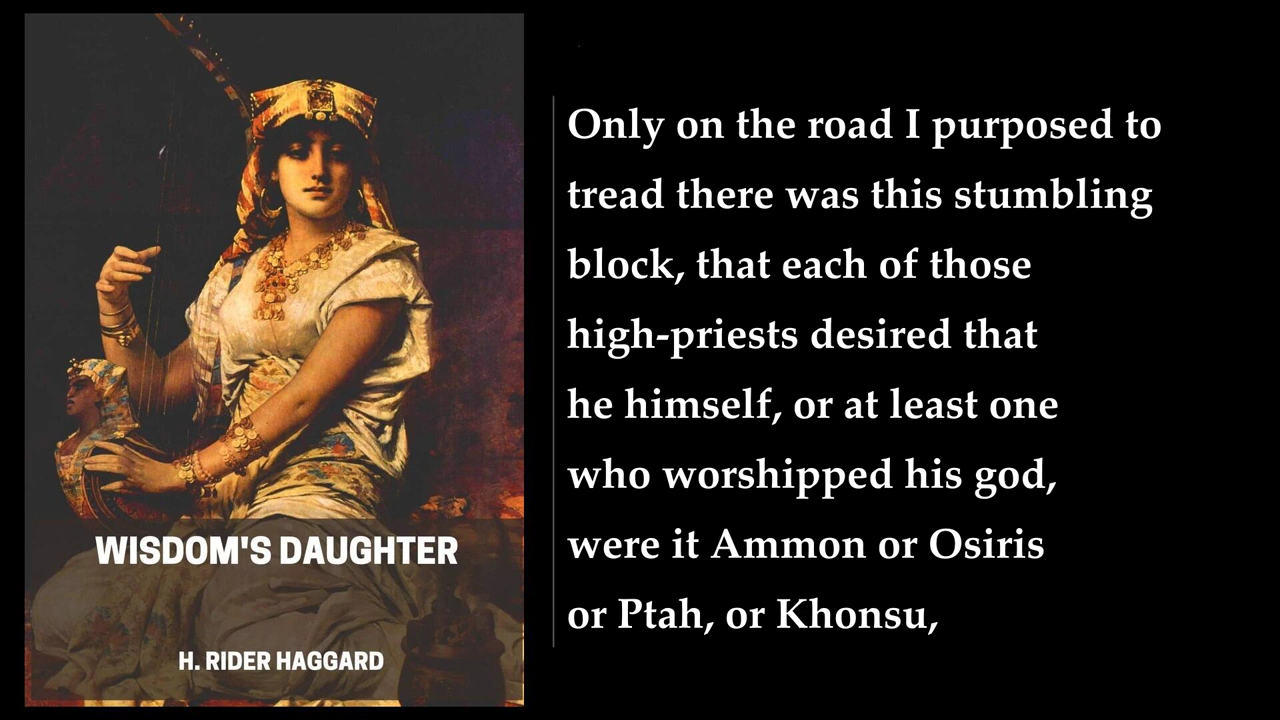 WISDOM'S DAUGHTER
H. RIDER HAGGARD
Only on the road I purposed to
tread there was this stumbling
block, that each of those
high-priests desired that
he himself, or at least one
who worshipped his god,
were it Ammon or Osiris
or Ptah, or Khonsu,